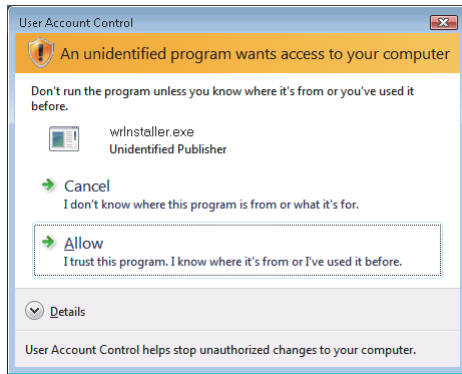 User Account Control
An unidentified program wants access to your computer
Don't run the program unless you know where it's from or you've used it
before.
wrInstaller.exe
Unidentified Publisher
Cancel
I don't know where this program is from or what it's for.
Allow
I trust this program. I know where it's from or I've used it before.
Details
User Account Control helps stop unauthorized changes to your computer.